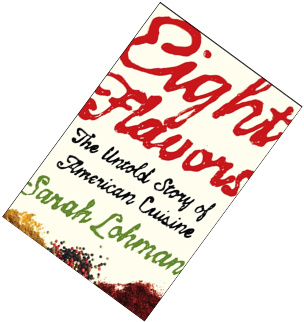 Eight
Flavors
The Untold Story of
American Cuisine
Sarah Lohman